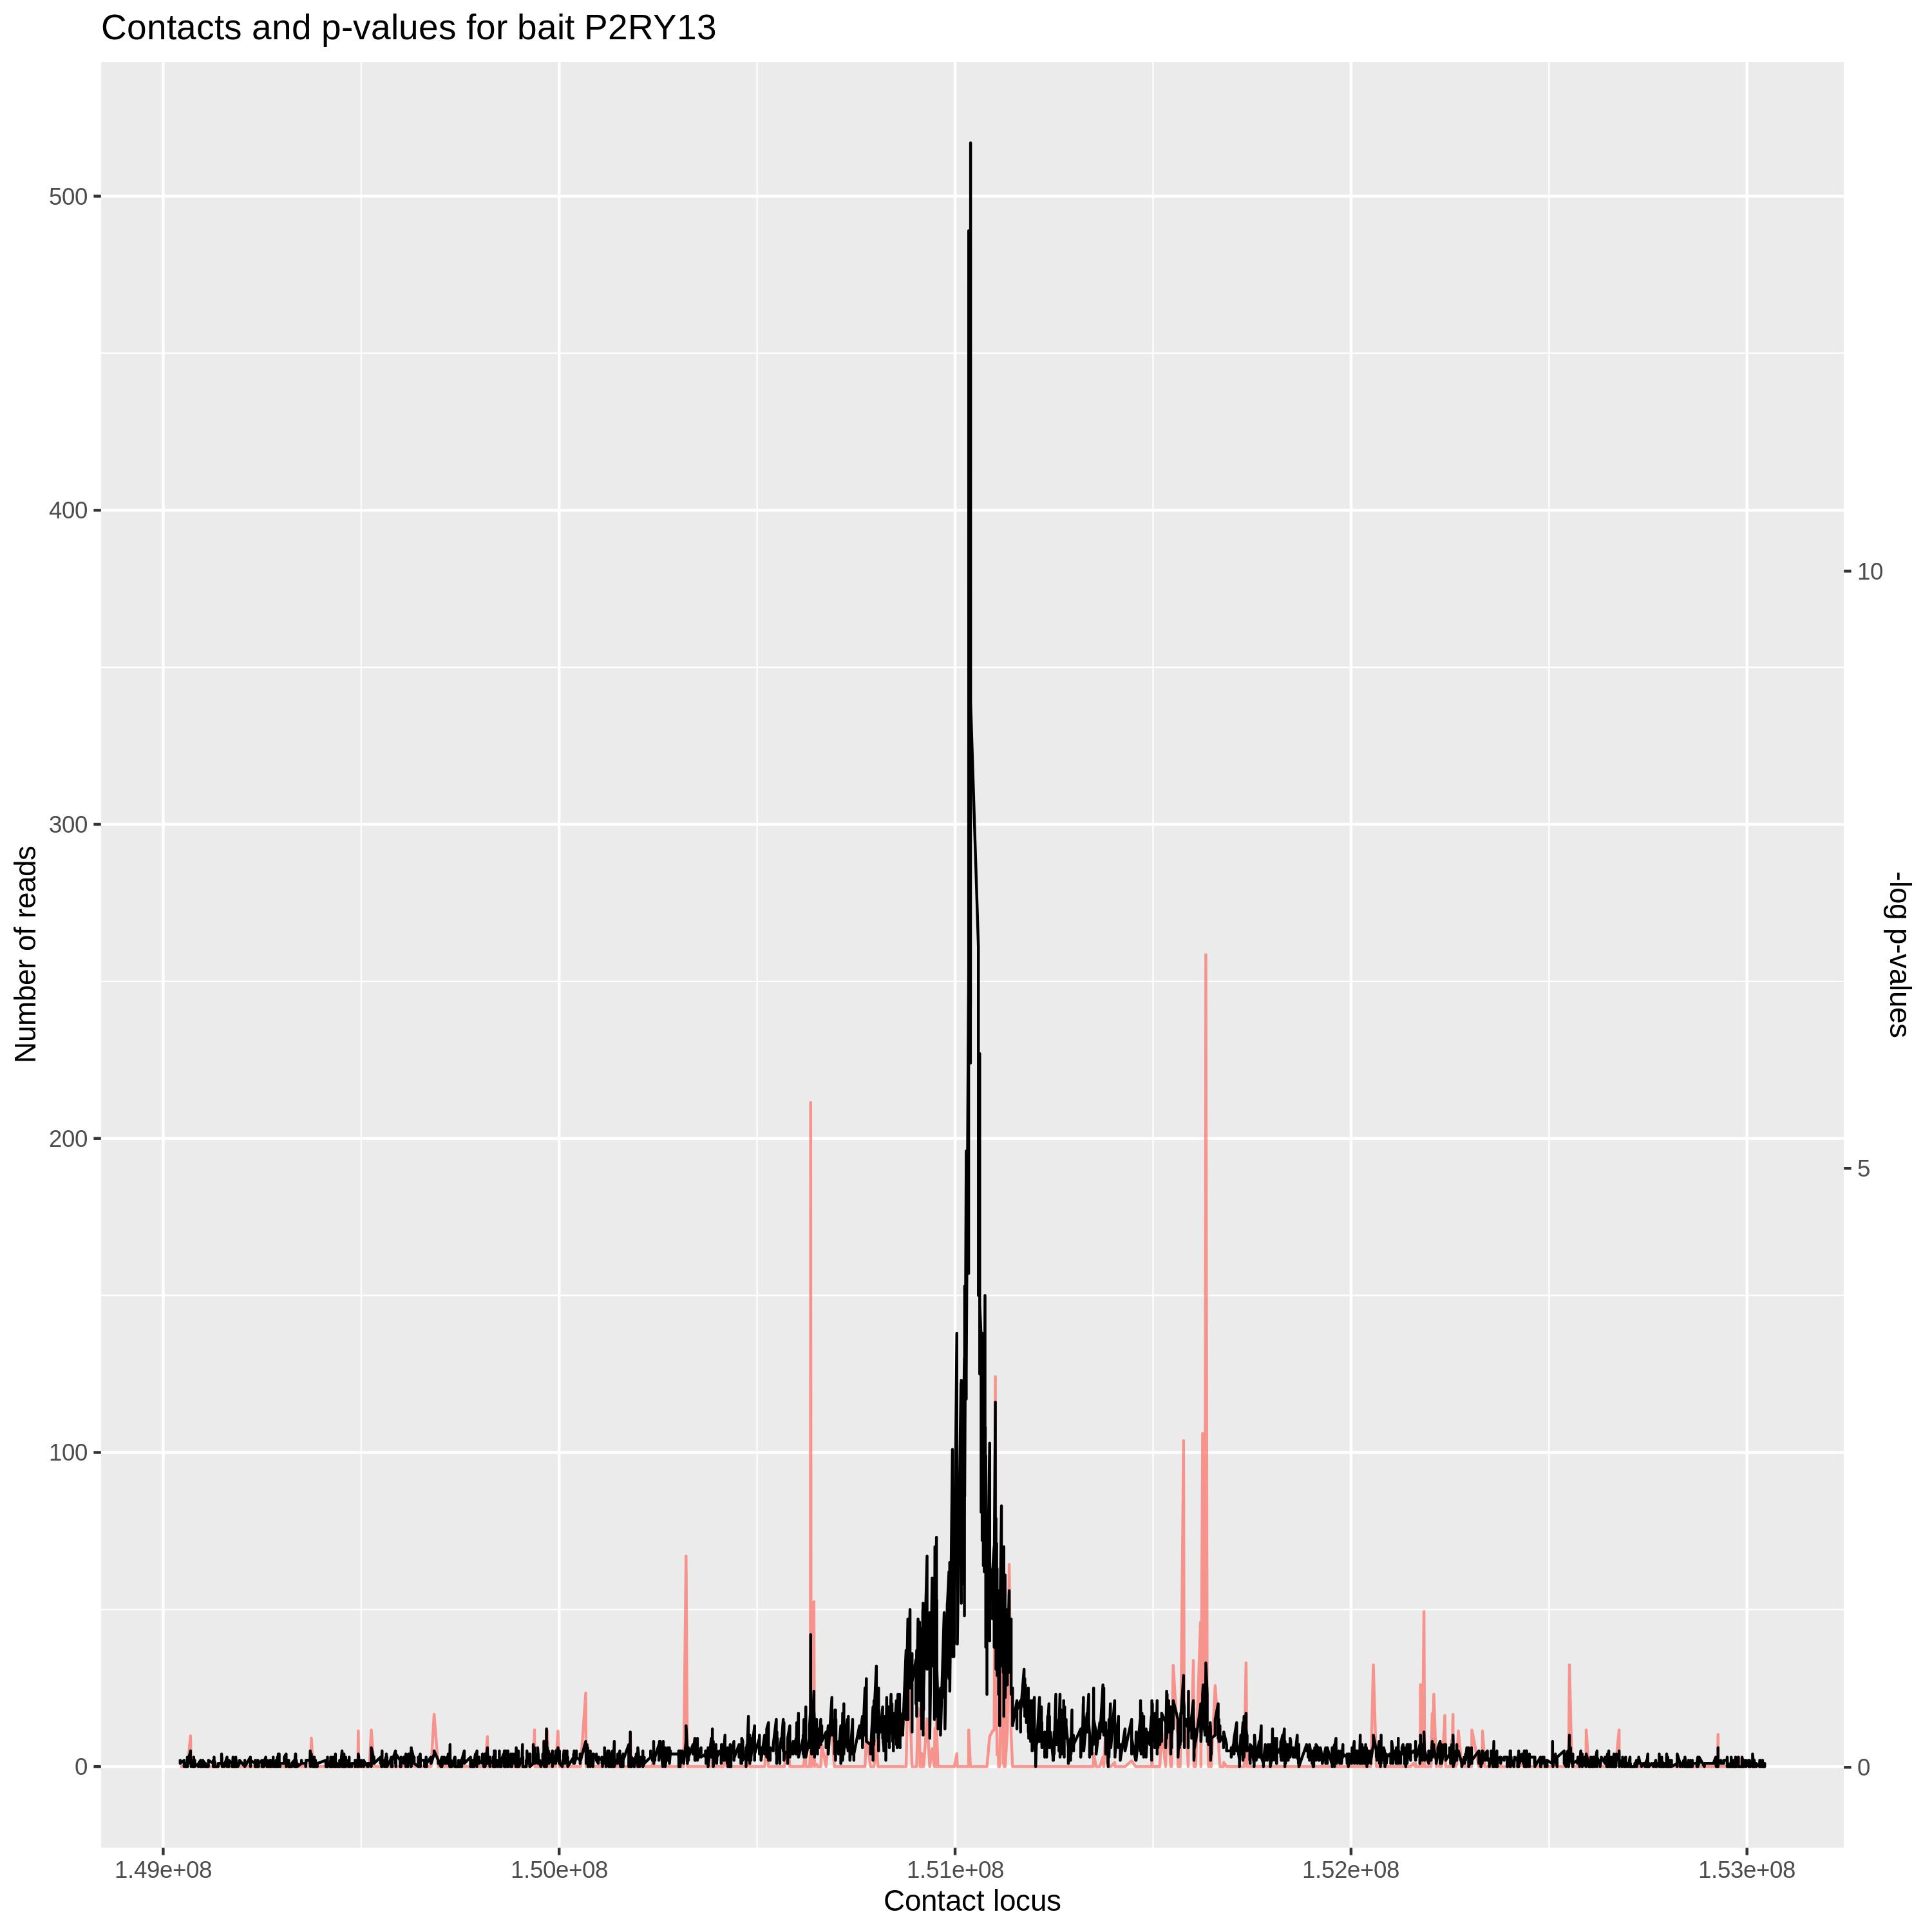 Contacts and p-values for bait P2RY13
500
400
300
200
100
0
Number of reads
10
5
0
-log p-values
1.49e+08
1.50e+08
1.51e+08
1.52e+08
1.53e+08
Contact locus